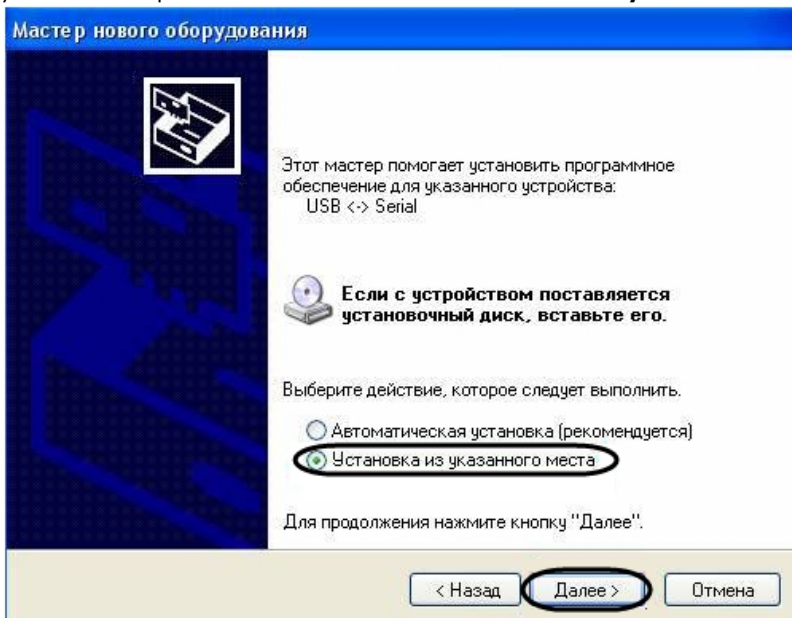 Мастер нового оборудования
Этот мастер помогает установить программное
обеспечение для указанного устройства:
USB <-> Serial
Если с устройством поставляется
установочный диск, вставьте его.
Выберите действие, которое следует выполнить.
Автоматическая установка (рекомендуется)
Установка из указанного места
Для продолжения нажмите кнопку "Далее".
< Назад Далее > Отмена